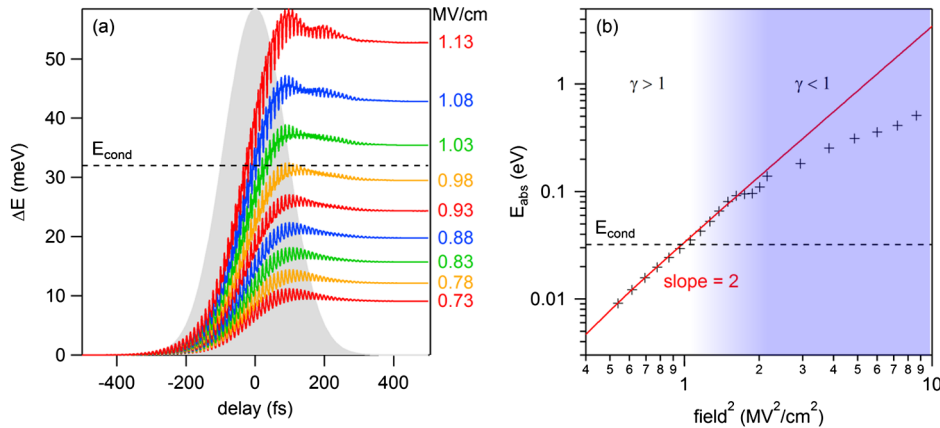 (a)
MV/cm
50
40
30
20
10
0
ΔE (meV)
E_cond
1.13
1.08
1.03
0.98
0.93
0.88
0.83
0.78
0.73
-400
-200
0
200
400
delay (fs)
(b)
γ > 1
γ < 1
1
0.1
0.01
E_abs (eV)
E_cond
slope = 2
4 5 6 7 8 9 1 2 3 4 5 6 7 8 9 10
field² (MV²/cm²)